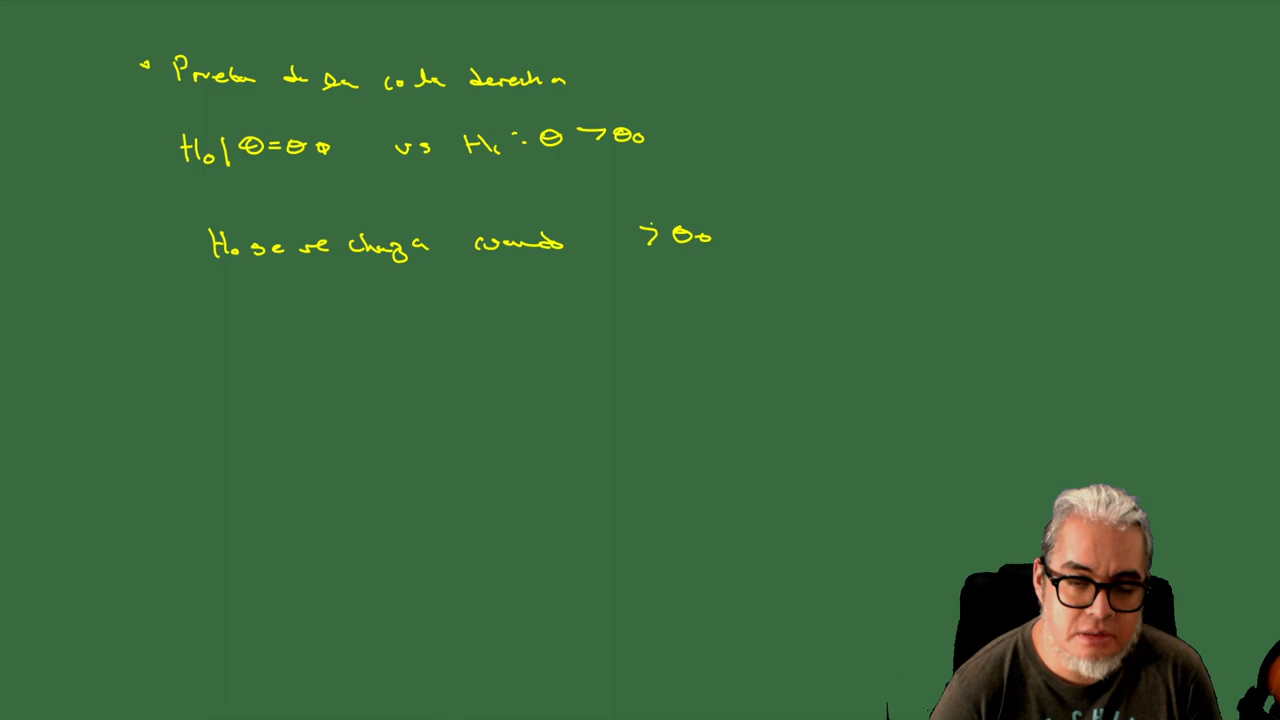 • Prueba de la cola derecha
H₀| θ = θ₀ vs H₁ : θ > θ₀
H₀ se rechaza cuando > θ₀